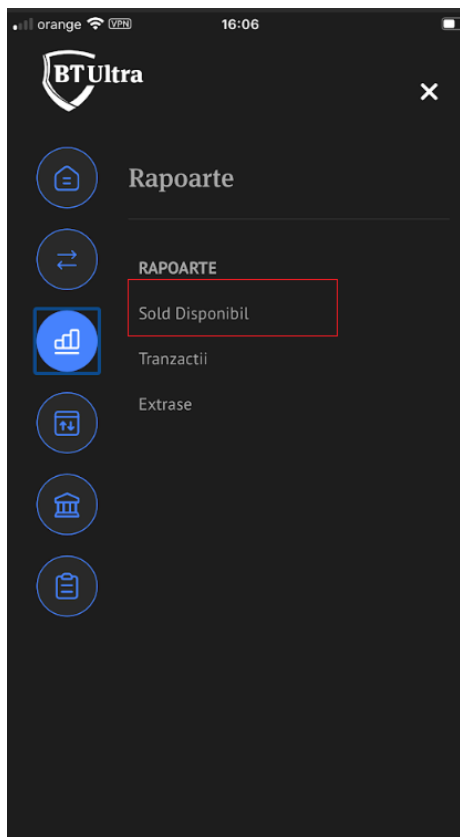 orange VPN 16:06
BT Ultra
Rapoarte
RAPOARTE
Sold Disponibil
Tranzactii
Extrase